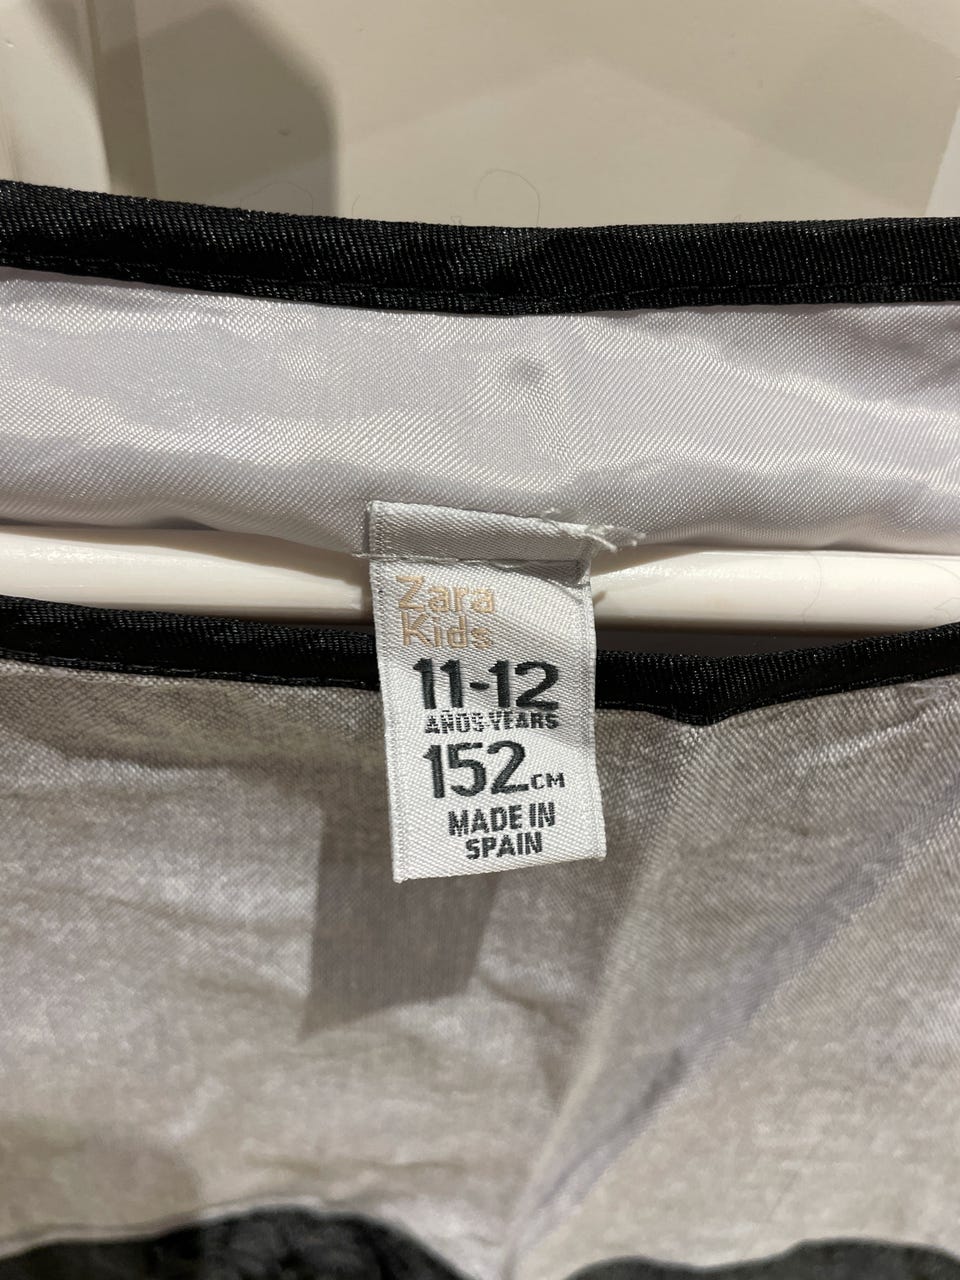 Zara
Kids
11-12
AÑOS-YEARS
152CM
MADE IN
SPAIN